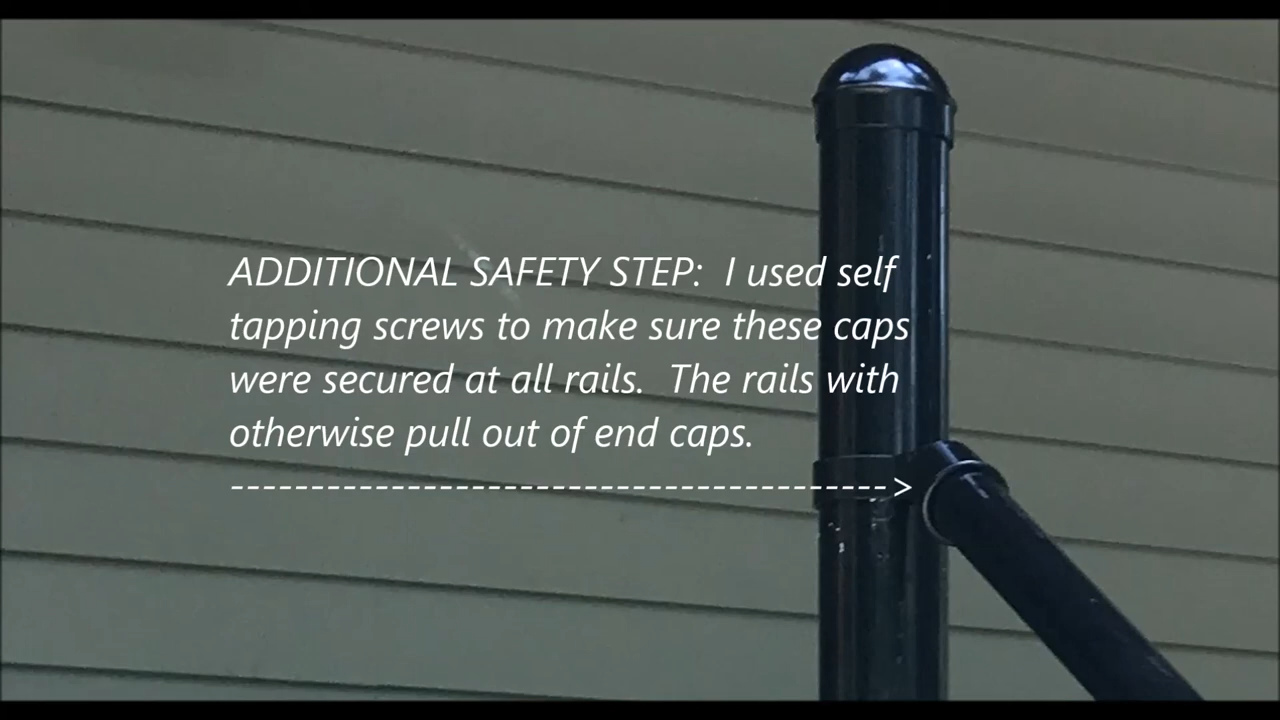 ADDITIONAL SAFETY STEP:  I used self
tapping screws to make sure these caps
were secured at all rails.  The rails with
otherwise pull out of end caps.
----------------------------------------->